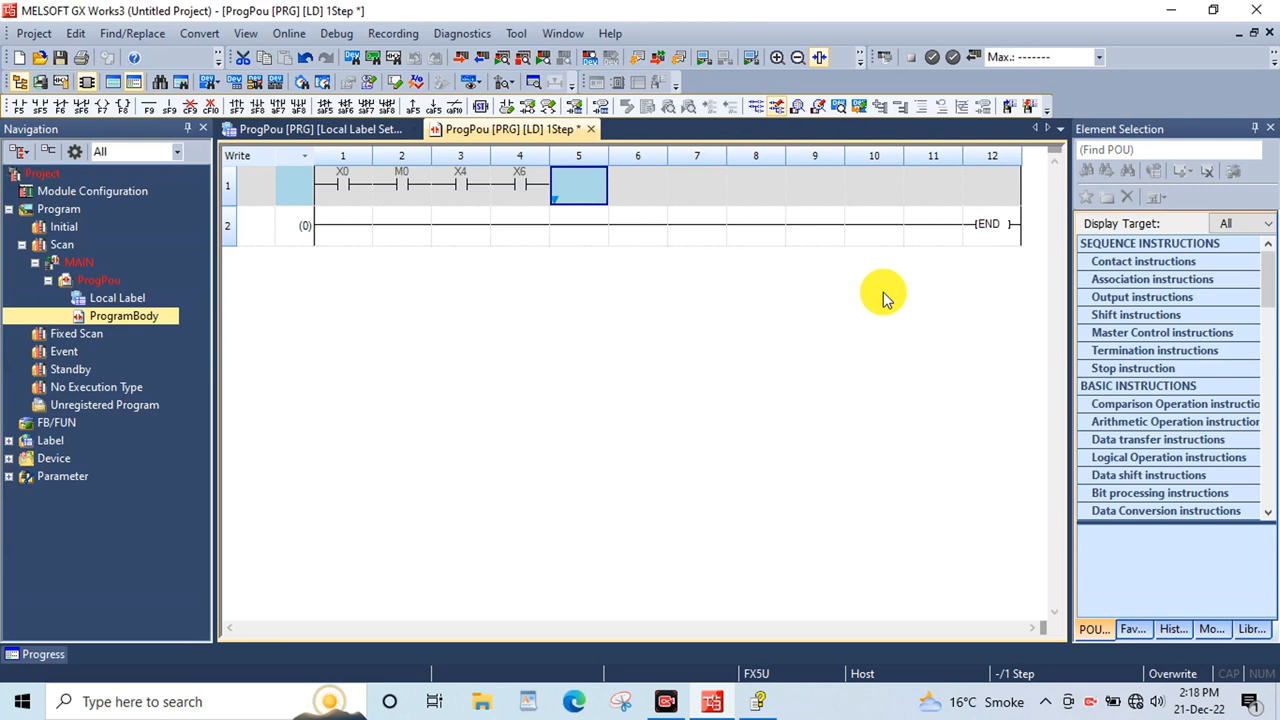 MELSOFT GX Works3 (Untitled Project) - [ProgPou [PRG] [LD] 1Step *]
Project Edit Find/Replace Convert View Online Debug Recording Diagnostics Tool Window Help
Max.: -------
Navigation
ProgPou [PRG] [Local Label Set...
ProgPou [PRG] [LD] 1Step *
Element Selection
All
Write 1 2 3 4 5 6 7 8 9 10 11 12
(Find POU)
Project
Module Configuration
Program
Initial
Scan
MAIN
ProgPou
Local Label
ProgramBody
Fixed Scan
Event
Standby
No Execution Type
Unregistered Program
FB/FUN
Label
Device
Parameter
1 X0 M0 X4 X6
2 (0) END
Display Target: All
SEQUENCE INSTRUCTIONS
Contact instructions
Association instructions
Output instructions
Shift instructions
Master Control instructions
Termination instructions
Stop instruction
BASIC INSTRUCTIONS
Comparison Operation instructio
Arithmetic Operation instruction
Data transfer instructions
Logical Operation instructions
Data shift instructions
Bit processing instructions
Data Conversion instructions
POU... Fav... Hist... Mo... Libr...
Progress
FX5U Host -/1 Step Overwrite CAP NUM
Type here to search
16°C Smoke
2:18 PM
21-Dec-22